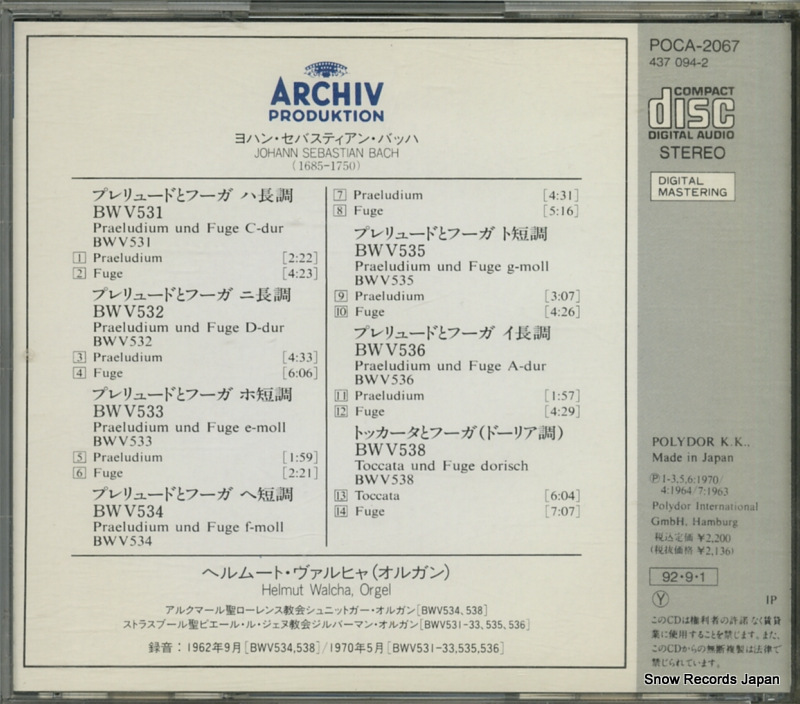 ARCHIV
PRODUKTION
ヨハン・セバスティアン・バッハ
JOHANN SEBASTIAN BACH
(1685-1750)
プレリュードとフーガ ハ長調
BWV531
Praeludium und Fuge C-dur
BWV531
1 Praeludium [2:22]
2 Fuge [4:23]
プレリュードとフーガ ニ長調
BWV532
Praeludium und Fuge D-dur
BWV532
3 Praeludium [4:33]
4 Fuge [6:06]
プレリュードとフーガ ホ短調
BWV533
Praeludium und Fuge e-moll
BWV533
5 Praeludium [1:59]
6 Fuge [2:21]
プレリュードとフーガ ヘ短調
BWV534
Praeludium und Fuge f-moll
BWV534
7 Praeludium [4:31]
8 Fuge [5:16]
プレリュードとフーガ ト短調
BWV535
Praeludium und Fuge g-moll
BWV535
9 Praeludium [3:07]
10 Fuge [4:26]
プレリュードとフーガ イ長調
BWV536
Praeludium und Fuge A-dur
BWV536
11 Praeludium [1:57]
12 Fuge [4:29]
トッカータとフーガ(ドーリア調)
BWV538
Toccata und Fuge dorisch
BWV538
13 Toccata [6:04]
14 Fuge [7:07]
ヘルムート・ヴァルヒャ(オルガン)
Helmut Walcha, Orgel
アルクマール聖ローレンス教会シュニットガー・オルガン[BWV534, 538]
ストラスブール聖ピエール・ル・ジェヌ教会ジルバーマン・オルガン[BWV531-33, 535, 536]
録音:1962年9月[BWV534,538]/1970年5月[BWV531-33,535,536]
POCA-2067
437 094-2
COMPACT
disc
DIGITAL AUDIO
STEREO
DIGITAL
MASTERING
POLYDOR K.K.,
Made in Japan
Ⓟ1-3,5,6:1970/
4:1964/7:1963
Polydor International
GmbH, Hamburg
税込定価 ¥2,200
(税抜価格 ¥2,136)
92・9・1
Ⓨ IP
このCDは権利者の許諾なく賃貸
業に使用することを禁じます。また、
このCDからの無断複製は法律で
禁じられています。
Snow Records Japan